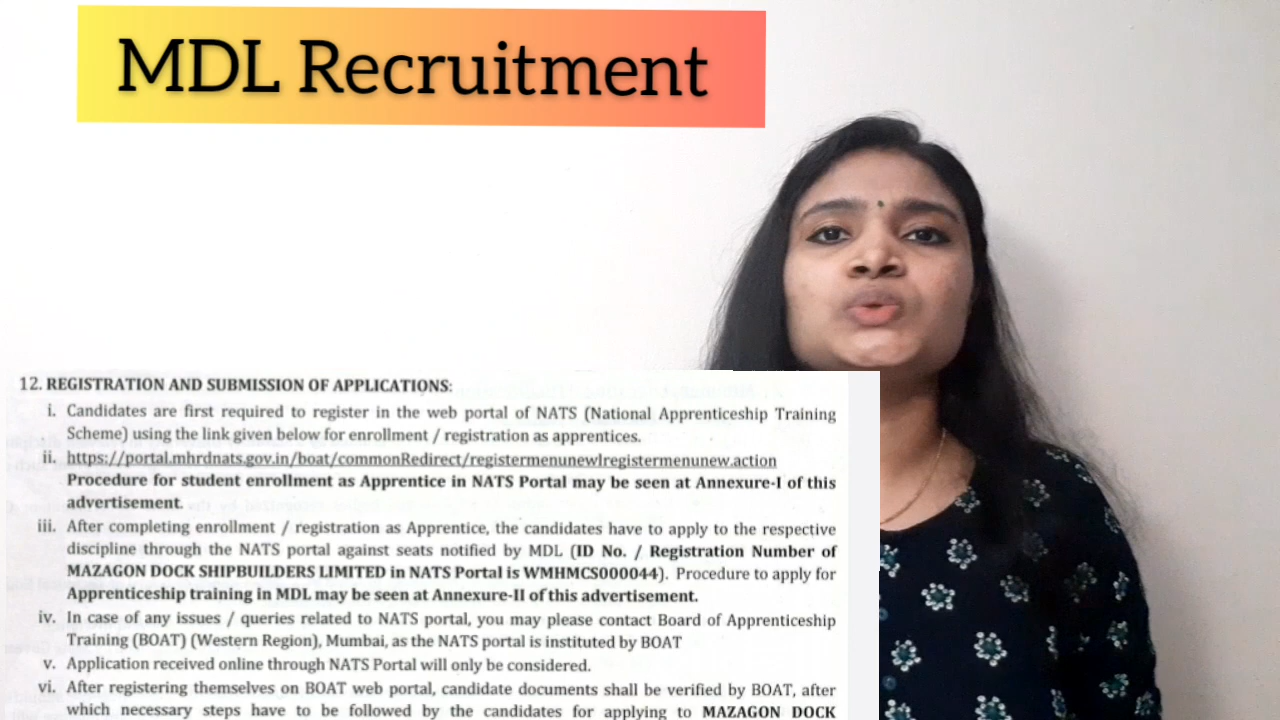 MDL Recruitment
12. REGISTRATION AND SUBMISSION OF APPLICATIONS:
i. Candidates are first required to register in the web portal of NATS (National Apprenticeship Training
Scheme) using the link given below for enrollment / registration as apprentices.
ii. https://portal.mhrdnats.gov.in/boat/commonRedirect/registermenunew!registermenunew.action
Procedure for student enrollment as Apprentice in NATS Portal may be seen at Annexure-I of this
advertisement.
iii. After completing enrollment / registration as Apprentice, the candidates have to apply to the respective
discipline through the NATS portal against seats notified by MDL (ID No. / Registration Number of
MAZAGON DOCK SHIPBUILDERS LIMITED in NATS Portal is WMHMCS000044). Procedure to apply for
Apprenticeship training in MDL may be seen at Annexure-II of this advertisement.
iv. In case of any issues / queries related to NATS portal, you may please contact Board of Apprenticeship
Training (BOAT) (Western Region), Mumbai, as the NATS portal is instituted by BOAT
v. Application received online through NATS Portal will only be considered.
vi. After registering themselves on BOAT web portal, candidate documents shall be verified by BOAT, after
which necessary steps have to be followed by the candidates for applying to MAZAGON DOCK